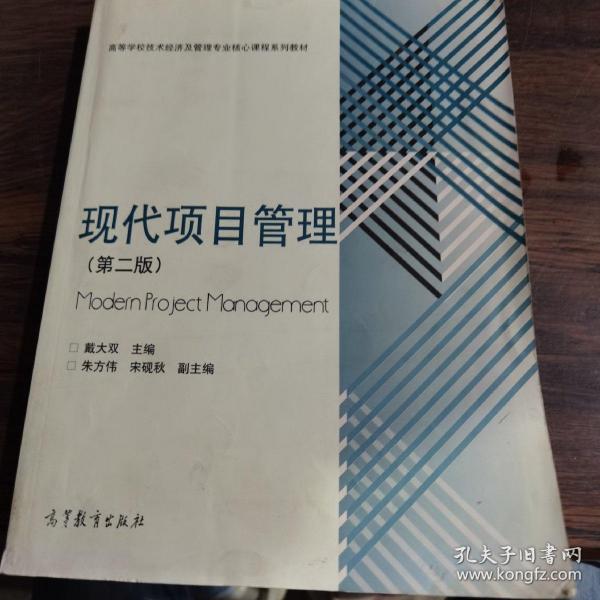 高等学校技术经济及管理专业核心课程系列教材
现代项目管理
（第二版）
Modern Project Management
□ 戴大双 主编
□ 朱方伟 宋砚秋 副主编
高等教育出版社
孔夫子旧书网
www.kongfz.com